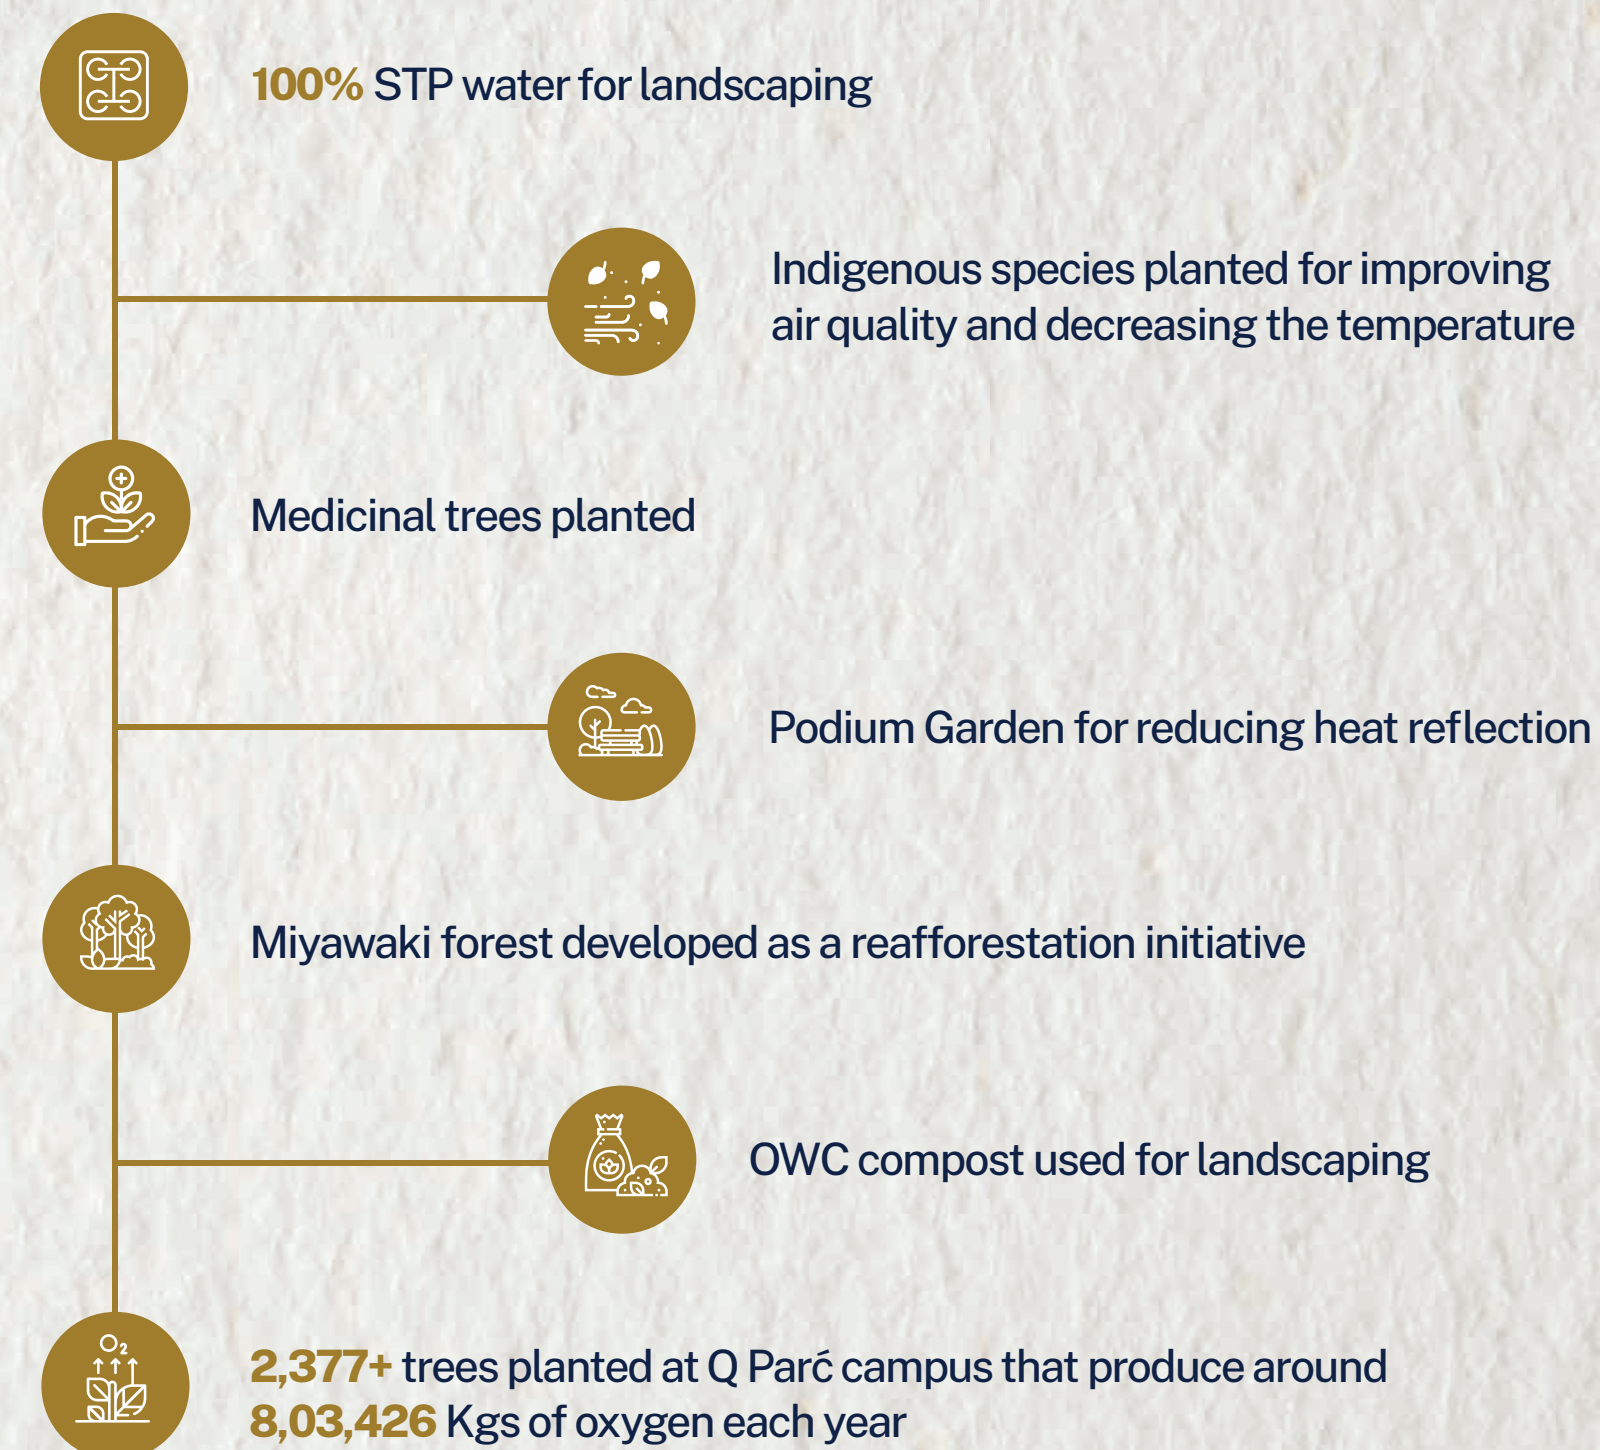 100% STP water for landscaping
Indigenous species planted for improving
air quality and decreasing the temperature
Medicinal trees planted
Podium Garden for reducing heat reflection
Miyawaki forest developed as a reafforestation initiative
OWC compost used for landscaping
O2
2,377+ trees planted at Q Parć campus that produce around
8,03,426 Kgs of oxygen each year